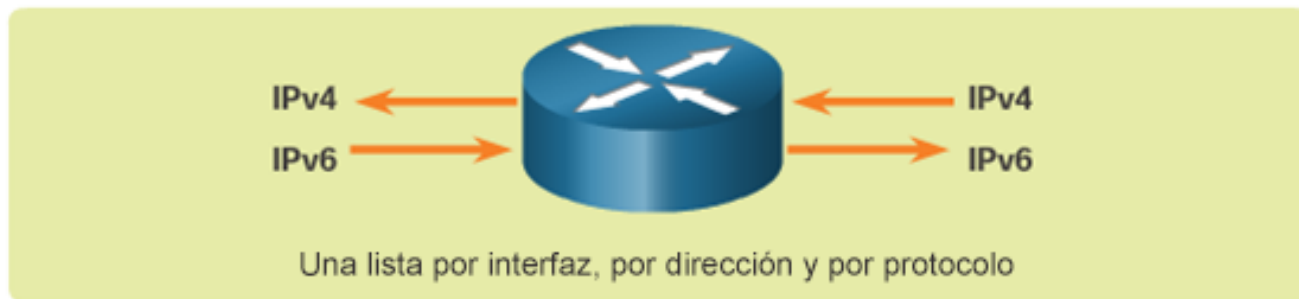 IPv4 IPv4
IPv6 IPv6
Una lista por interfaz, por dirección y por protocolo